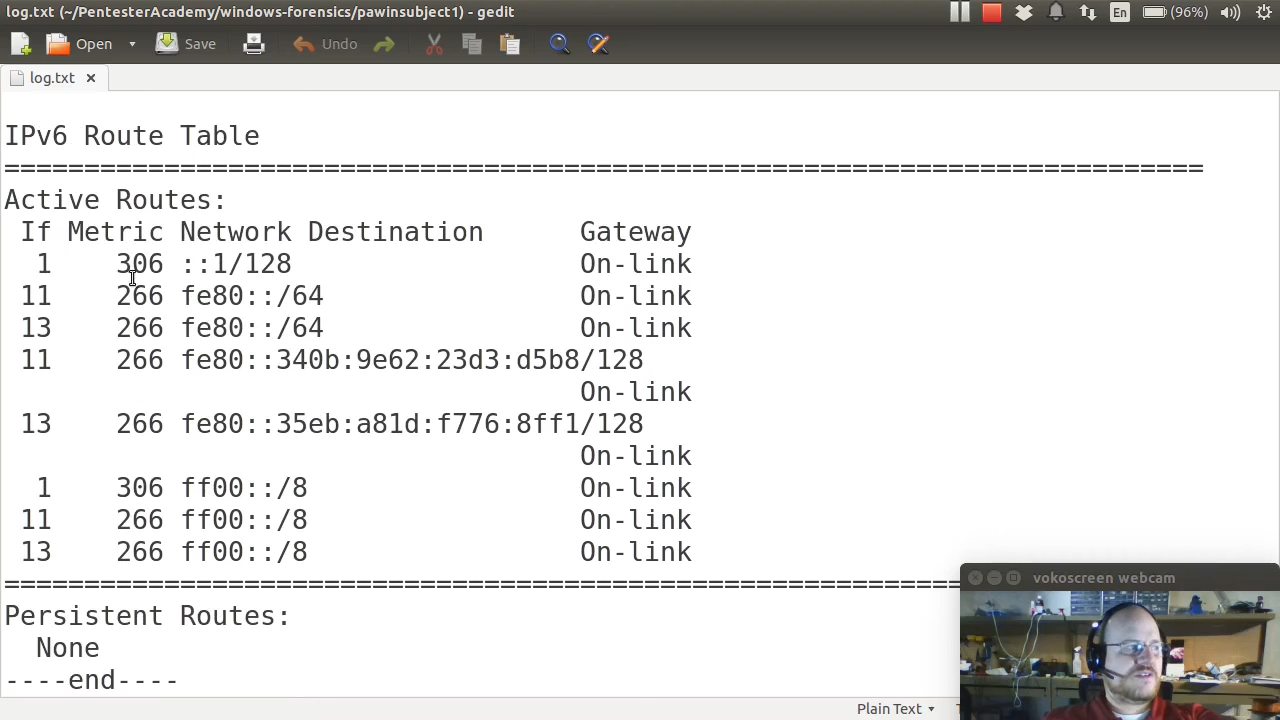 log.txt (~/PentesterAcademy/windows-forensics/pawinsubject1) - gedit
En (96%)
Open Save Undo
log.txt
IPv6 Route Table
===========================================================================
Active Routes:
If Metric Network Destination Gateway
1 306 ::1/128 On-link
11 266 fe80::/64 On-link
13 266 fe80::/64 On-link
11 266 fe80::340b:9e62:23d3:d5b8/128
On-link
13 266 fe80::35eb:a81d:f776:8ff1/128
On-link
1 306 ff00::/8 On-link
11 266 ff00::/8 On-link
13 266 ff00::/8 On-link
============================================================
vokoscreen webcam
Persistent Routes:
None
----end----
Plain Text